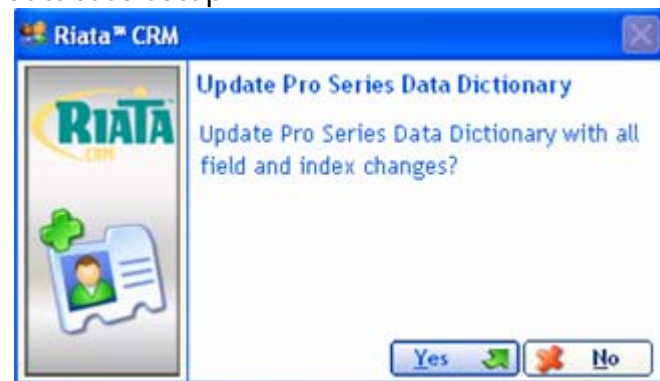 Riata™ CRM
RIATA
CRM
Update Pro Series Data Dictionary
Update Pro Series Data Dictionary with all
field and index changes?
Yes
No